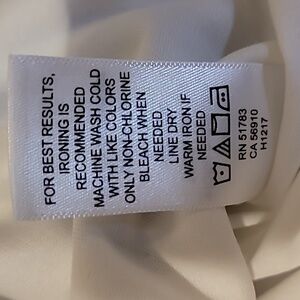 FOR BEST RESULTS,
IRONING IS
RECOMMENDED
MACHINE WASH COLD
WITH LIKE COLORS
ONLY NON-CHLORINE
BLEACH WHEN
NEEDED
LINE DRY
WARM IRON IF
NEEDED
RN 51783
CA 56910
H1217